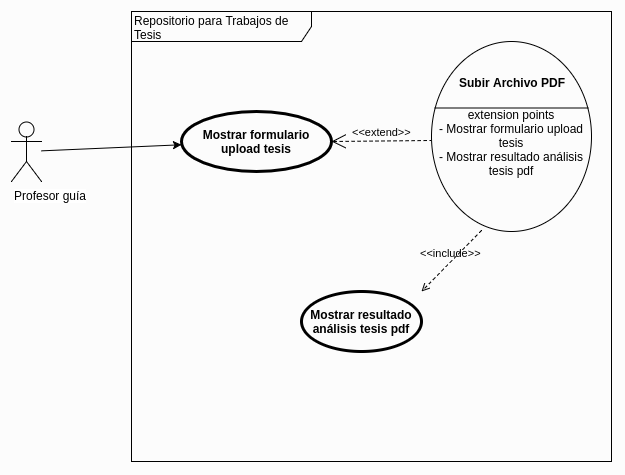 Repositorio para Trabajos de
Tesis
Subir Archivo PDF
extension points
- Mostrar formulario upload
tesis
- Mostrar resultado análisis
tesis pdf
<<extend>>
Mostrar formulario
upload tesis
Profesor guía
<<include>>
Mostrar resultado
análisis tesis pdf